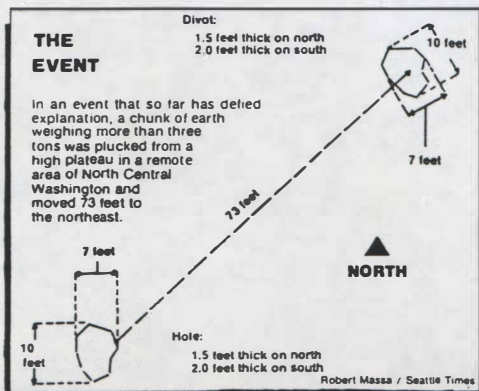 THE
EVENT
In an event that so far has defied
explanation, a chunk of earth
weighing more than three
tons was plucked from a
high plateau in a remote
area of North Central
Washington and
moved 73 feet to
the northeast.
Divot:
1.5 feet thick on north
2.0 feet thick on south
10 feet
7 feet
73 feet
NORTH
7 feet
10
feet
Hole:
1.5 feet thick on north
2.0 feet thick on south
Robert Massa / Seattle Times